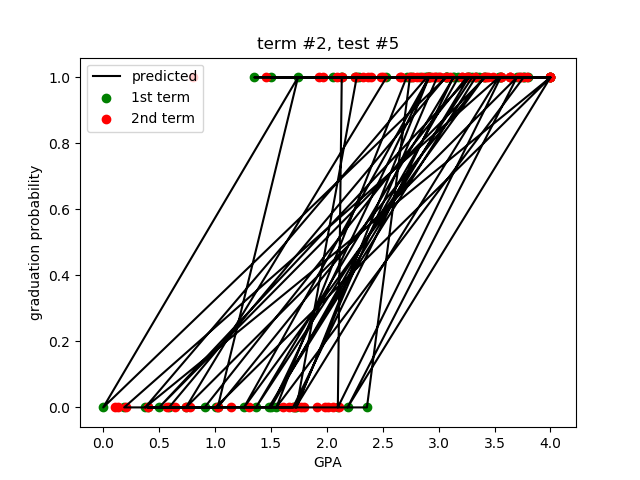 term #2, test #5
predicted
1st term
2nd term
1.0
0.8
0.6
0.4
0.2
0.0
graduation probability
0.0 0.5 1.0 1.5 2.0 2.5 3.0 3.5 4.0
GPA